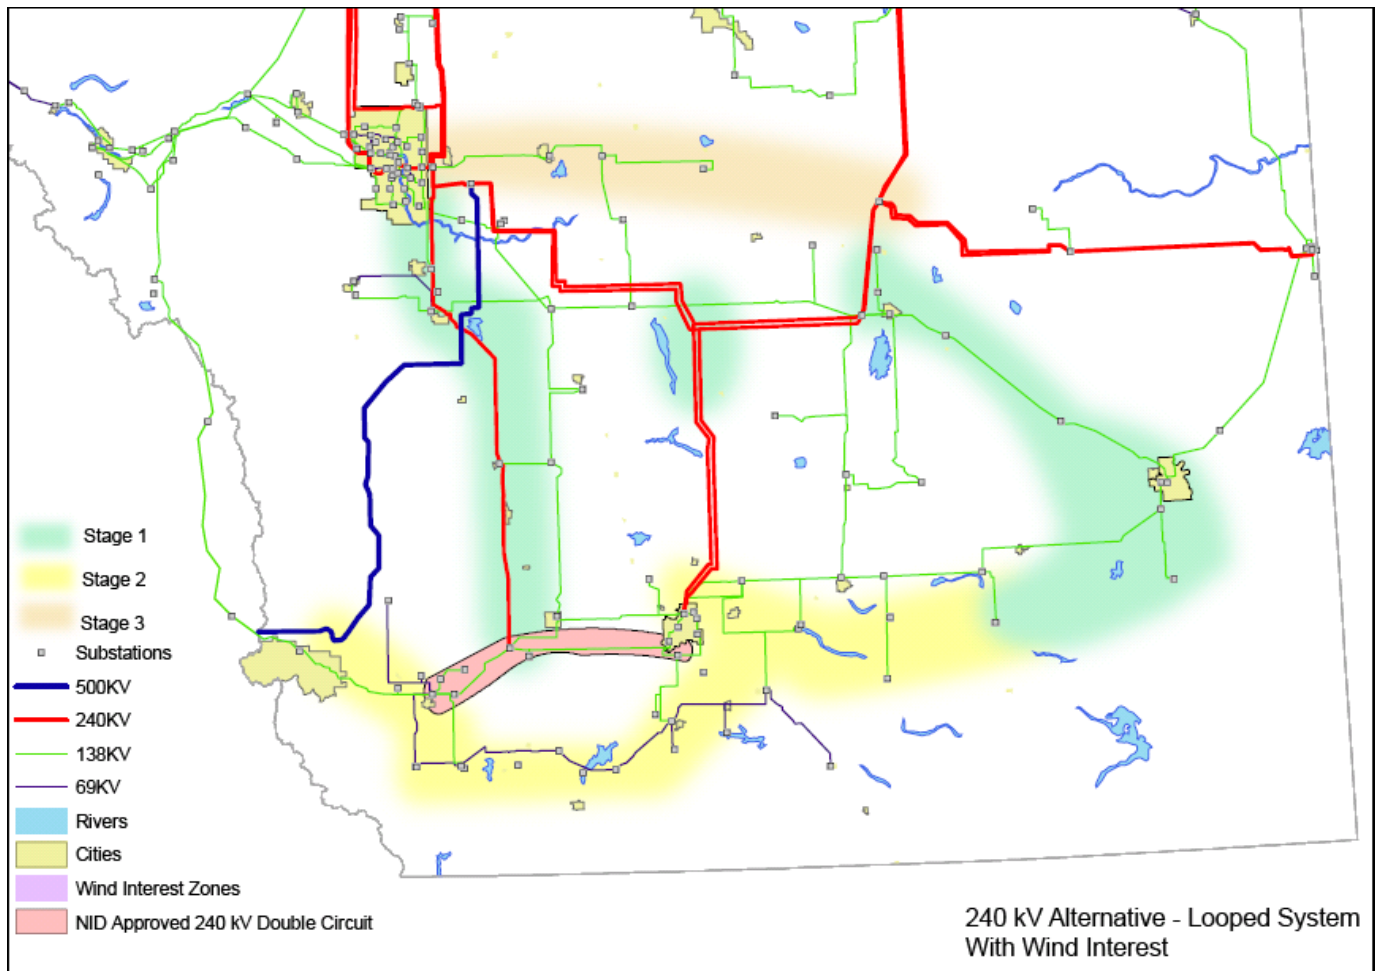 Stage 1
Stage 2
Stage 3
Substations
500KV
240KV
138KV
69KV
Rivers
Cities
Wind Interest Zones
NID Approved 240 kV Double Circuit
240 kV Alternative - Looped System
With Wind Interest